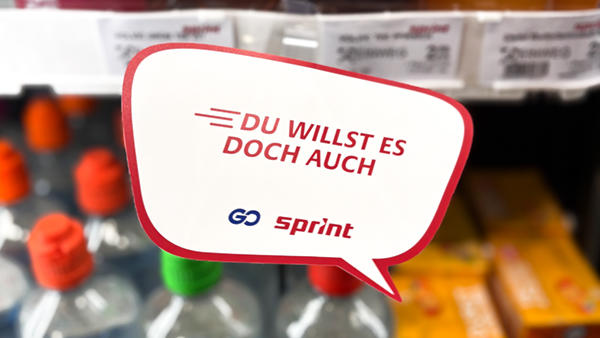 DU WILLST ES
DOCH AUCH
GO sprint